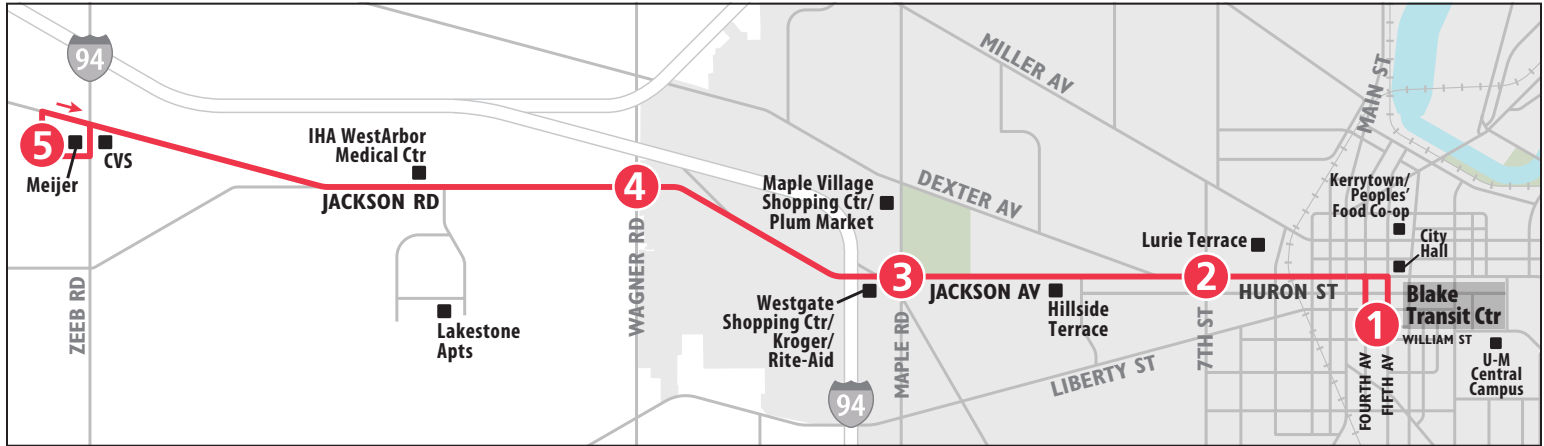 94
5
Meijer
CVS
ZEEB RD
IHA WestArbor
Medical Ctr
JACKSON RD
Lakestone
Apts
4
WAGNER RD
Maple Village
Shopping Ctr/
Plum Market
Westgate
Shopping Ctr/
Kroger/
Rite-Aid
94
3
MAPLE RD
JACKSON AV
Hillside
Terrace
MILLER AV
DEXTER AV
LIBERTY ST
Lurie Terrace
2
7TH ST
HURON ST
MAIN ST
Kerrytown/
Peoples'
Food Co-op
City
Hall
1
Blake
Transit Ctr
WILLIAM ST
FOURTH AV
FIFTH AV
U-M
Central
Campus